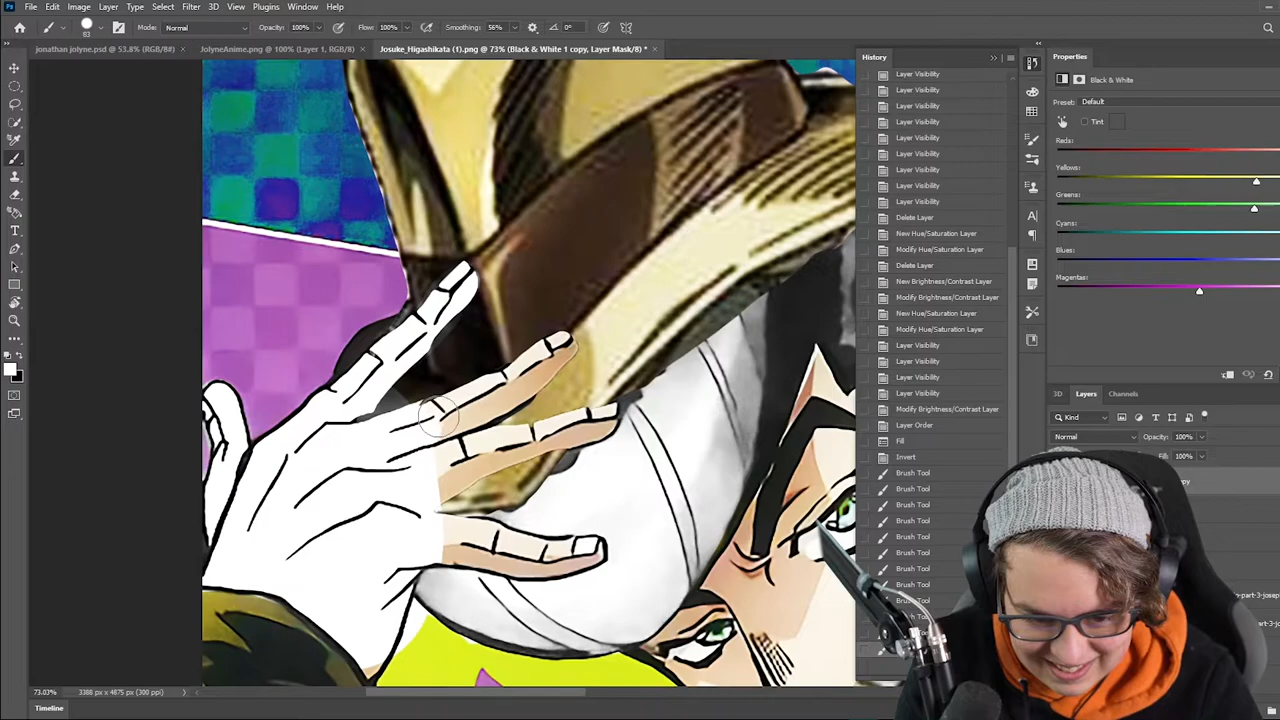 File Edit Image Layer Type Select Filter 3D View Plugins Window Help
Mode: Normal Opacity: 100% Flow: 100% Smoothing: 56% 0°
83
jonathan jolyne.psd @ 53.8% (RGB/8#) × JolyneAnime.png @ 100% (Layer 1, RGB/8) × Josuke_Higashikata (1).png @ 73% (Black & White 1 copy, Layer Mask/8) * ×
History
Layer Visibility
Layer Visibility
Layer Visibility
Layer Visibility
Layer Visibility
Layer Visibility
Layer Visibility
Layer Visibility
Layer Visibility
Delete Layer
New Hue/Saturation Layer
Modify Hue/Saturation Layer
Delete Layer
New Brightness/Contrast Layer
Modify Brightness/Contrast Layer
New Hue/Saturation Layer
Modify Hue/Saturation Layer
Layer Visibility
Layer Visibility
Layer Visibility
Modify Brightness/Contrast Layer
Layer Order
Fill
Invert
Brush Tool
Brush Tool
Brush Tool
Brush Tool
Brush Tool
Brush Tool
Brush Tool
Brush Tool
Properties
Black & White
Preset: Default
Tint
Reds:
Yellows:
Greens:
Cyans:
Blues:
Magentas:
3D Layers Channels
Kind
Normal Opacity: 100%
Fill: 100%
73.03% 3388 px x 4875 px (300 ppi)
Timeline